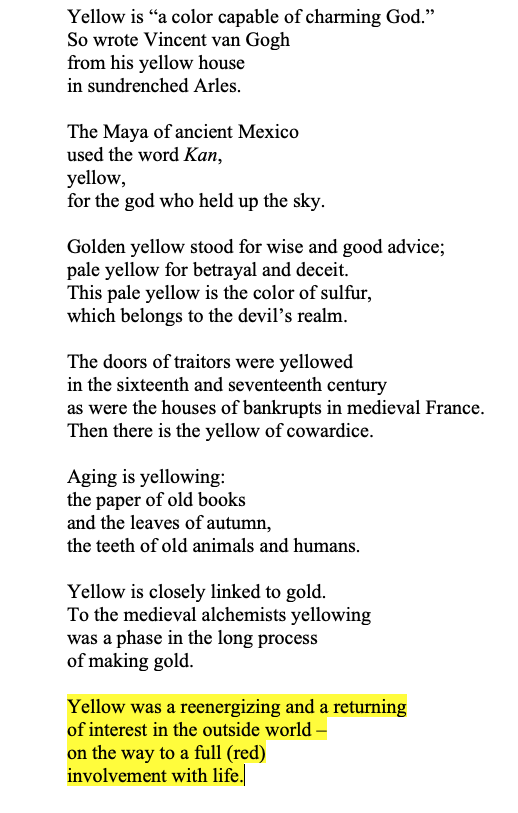 Yellow is “a color capable of charming God.”
So wrote Vincent van Gogh
from his yellow house
in sundrenched Arles.
The Maya of ancient Mexico
used the word Kan,
yellow,
for the god who held up the sky.
Golden yellow stood for wise and good advice;
pale yellow for betrayal and deceit.
This pale yellow is the color of sulfur,
which belongs to the devil’s realm.
The doors of traitors were yellowed
in the sixteenth and seventeenth century
as were the houses of bankrupts in medieval France.
Then there is the yellow of cowardice.
Aging is yellowing:
the paper of old books
and the leaves of autumn,
the teeth of old animals and humans.
Yellow is closely linked to gold.
To the medieval alchemists yellowing
was a phase in the long process
of making gold.
Yellow was a reenergizing and a returning
of interest in the outside world –
on the way to a full (red)
involvement with life.